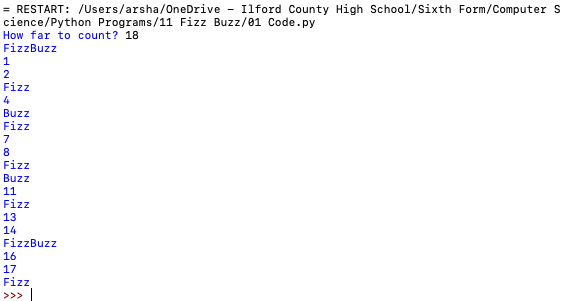 = RESTART: /Users/arsha/OneDrive – Ilford County High School/Sixth Form/Computer S
cience/Python Programs/11 Fizz Buzz/01 Code.py
How far to count? 18
FizzBuzz
1
2
Fizz
4
Buzz
Fizz
7
8
Fizz
Buzz
11
Fizz
13
14
FizzBuzz
16
17
Fizz
>>>